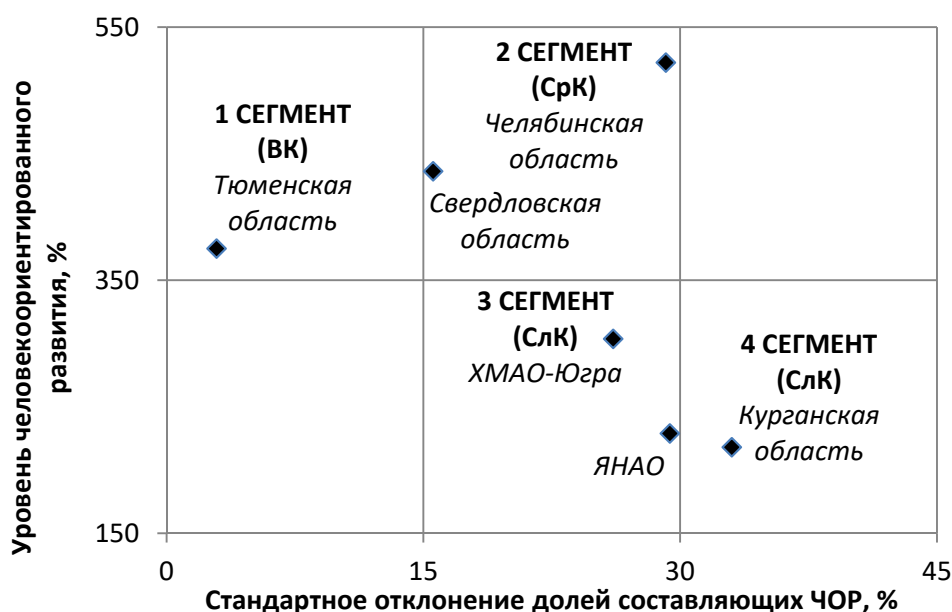 Уровень человекоориентированного
развития, %
550
350
150
1 СЕГМЕНТ
(ВК)
Тюменская
область
2 СЕГМЕНТ
(СрК)
Челябинская
область
Свердловская
область
3 СЕГМЕНТ
(СлК)
ХМАО-Югра
ЯНАО
4 СЕГМЕНТ
(СлК)
Курганская
область
0
15
30
45
Стандартное отклонение долей составляющих ЧОР, %